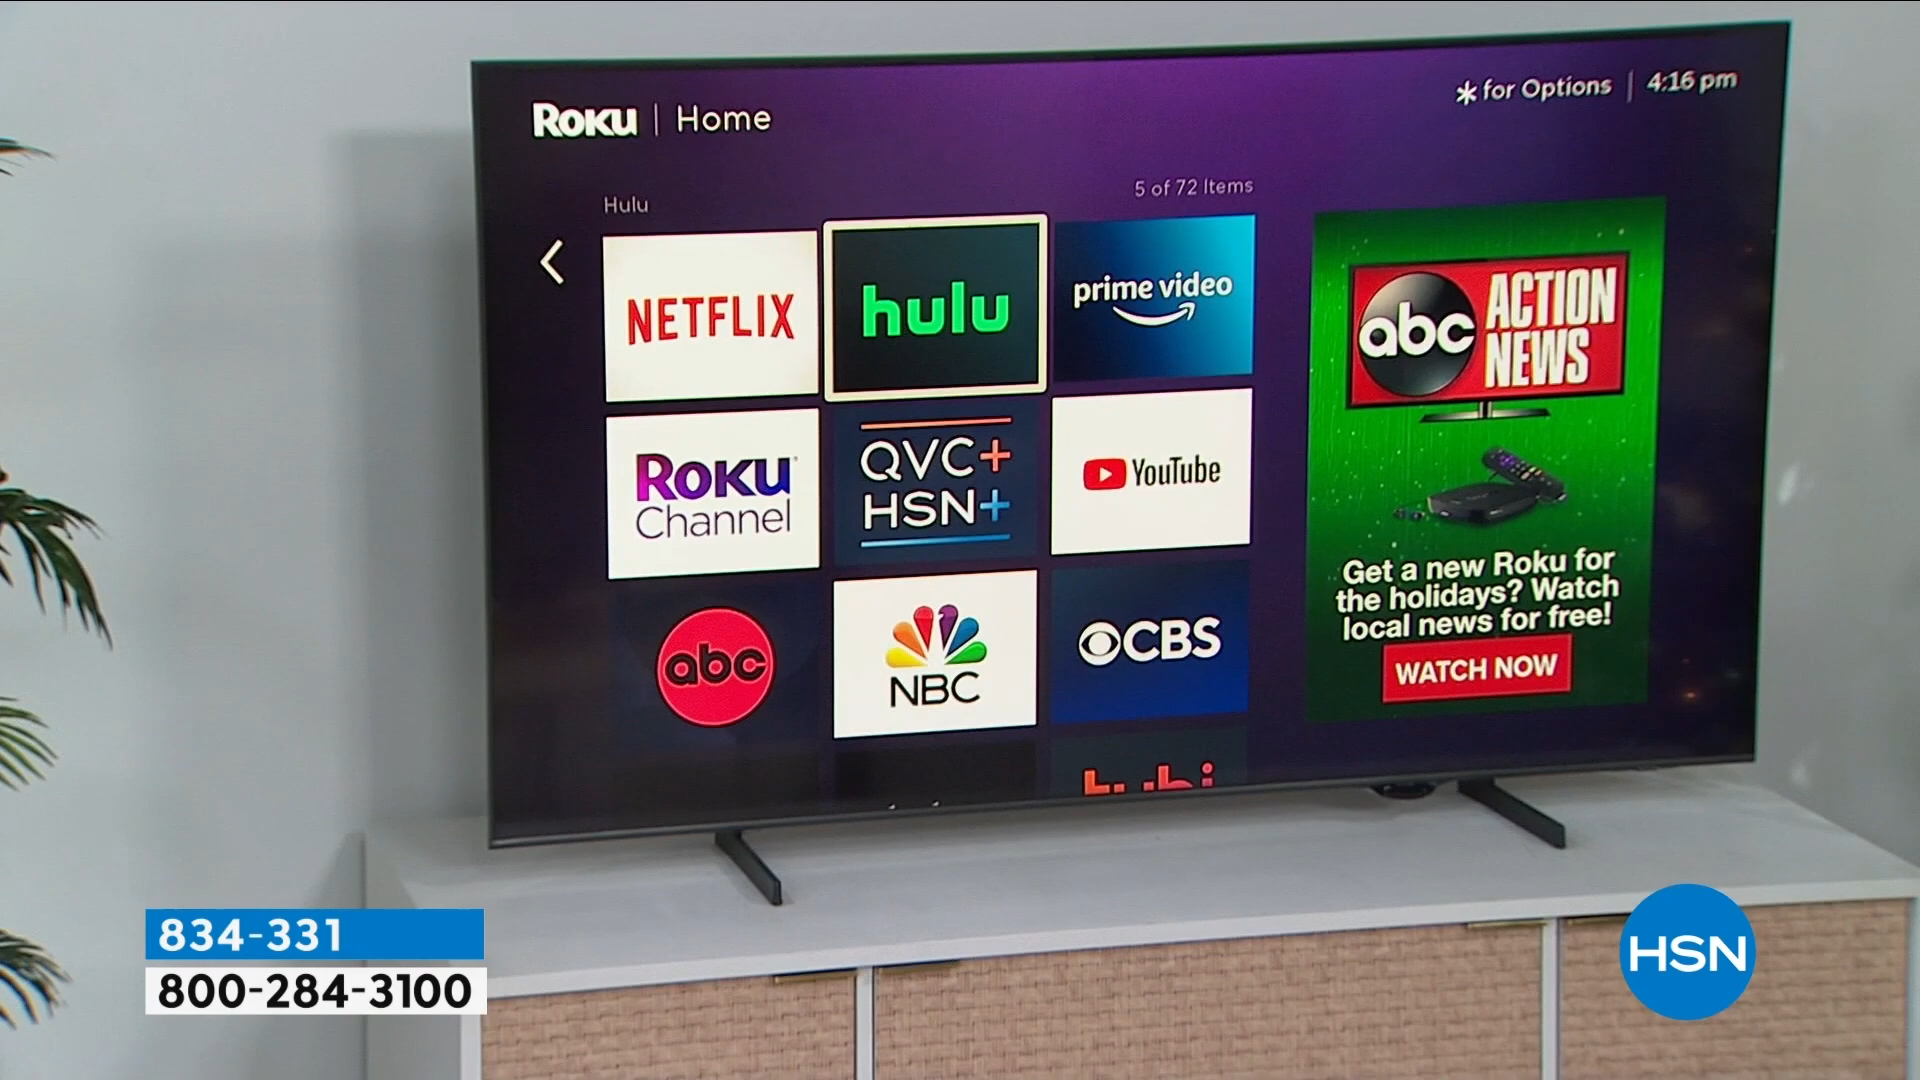 Roku | Home
* for Options | 4:16 pm
Hulu
5 of 72 Items
NETFLIX
hulu
prime video
Roku
Channel
QVC+
HSN+
YouTube
abc
NBC
CBS
tubi
abc ACTION
NEWS
Get a new Roku for
the holidays? Watch
local news for free!
WATCH NOW
834-331
800-284-3100
HSN